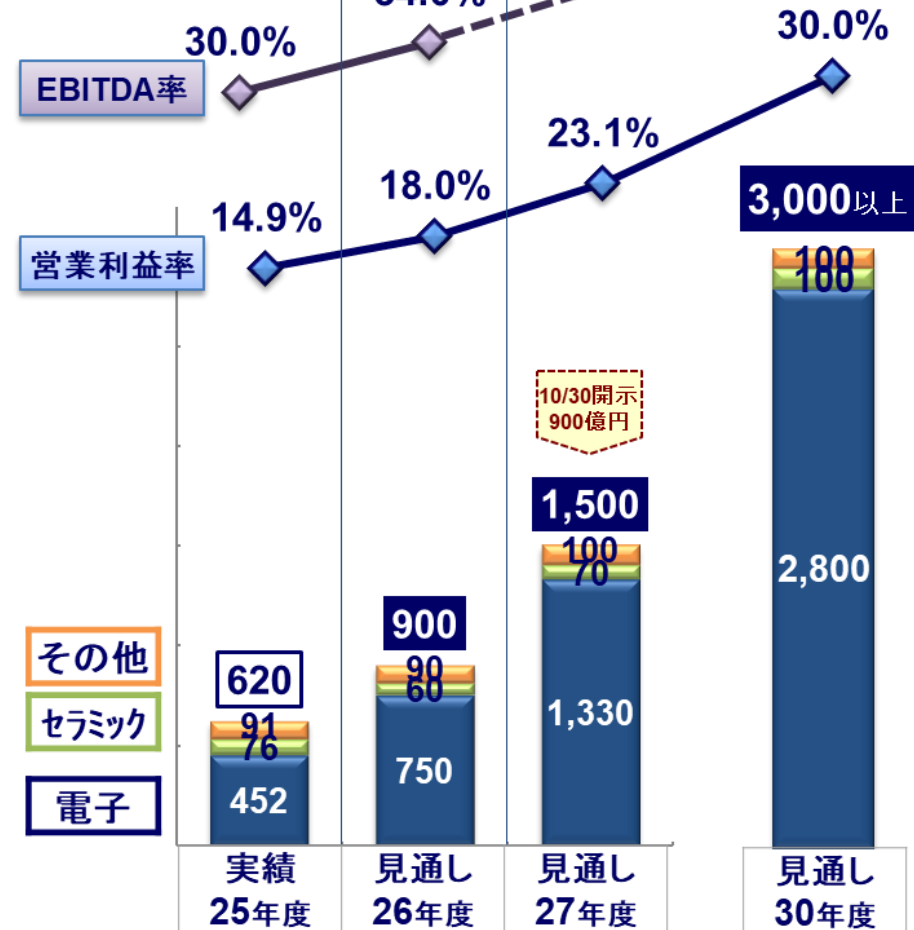 30.0%
30.0%
EBITDA率
23.1%
18.0%
14.9%
3,000以上
営業利益率
100
100
10/30開示
900億円
1,500
100
70
2,800
900
その他
620
90
60
セラミック
91
76
1,330
750
電子
452
実績
見通し
見通し
見通し
25年度
26年度
27年度
30年度